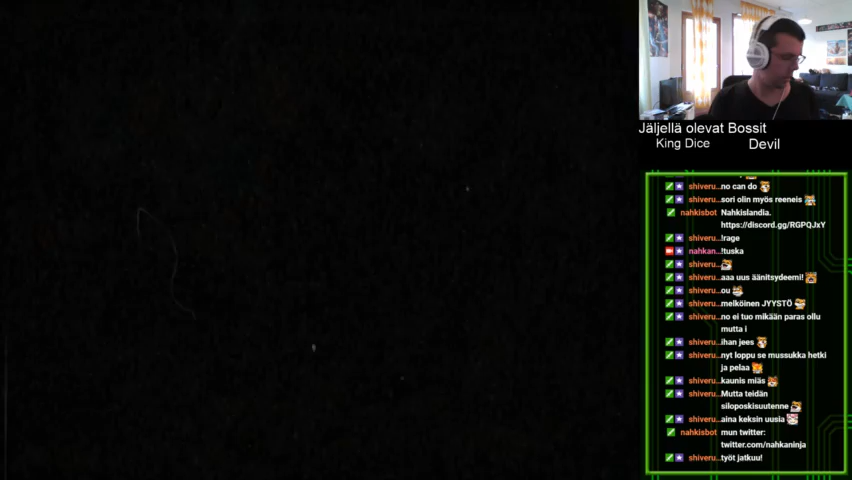 Jäljellä olevat Bossit
King Dice Devil
shiveru...no can do
shiveru...sori olin myös reeneis
nahkisbot Nahkislandia.
https://discord.gg/RGPQJxY
shiveru...!rage
nahkan...!tuska
shiveru...
shiveru...aaa uus äänitsydeemi!
shiveru...ou
shiveru...melköinen JYYSTÖ
shiveru...no ei tuo mikään paras ollu
mutta i
shiveru...ihan jees
shiveru...nyt loppu se mussukka hetki
ja pelaa
shiveru...kaunis miäs
shiveru...Mutta teidän
siloposkisuutenne
shiveru...aina keksin uusia
nahkisbot mun twitter:
twitter.com/nahkaninja
shiveru...työt jatkuu!